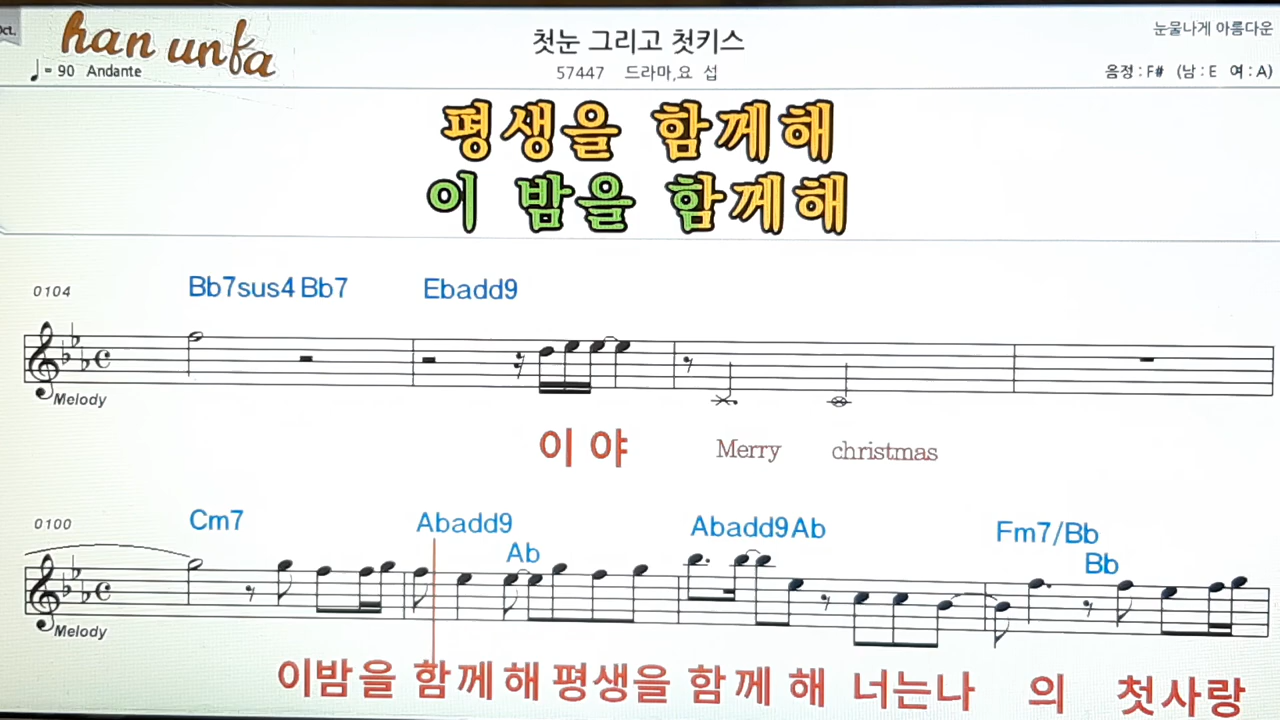 Oct.
han unfa
눈물나게 아름다운
첫눈 그리고 첫키스
= 90 Andante
57447 드라마,요 섭
음정 : F# (남 : E 여 : A)
평생을 함께해
이 밤을 함께해
0104
Bb7sus4 Bb7 Ebadd9
Melody
이 야 Merry christmas
0100
Cm7 Abadd9 Ab Abadd9 Ab Fm7/Bb Bb
Melody
이밤을 함께 해 평생을 함 께 해 너는나 의 첫사랑